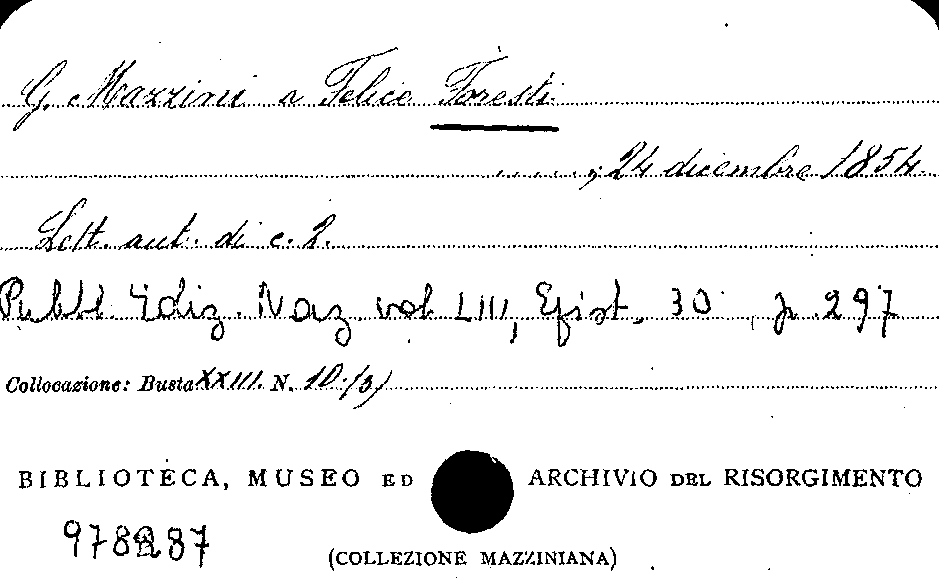 G. Mazzini a Felice Foresti.
....., 24 dicembre 1854.
Lett. aut. di c. 2.
Pubbl. Ediz. Naz. vol. LIII, Epist. 30 p. 297
Collocazione: Busta XXIII. N. 10 (3)
BIBLIOTECA, MUSEO ED ARCHIVIO DEL RISORGIMENTO
(COLLEZIONE MAZZINIANA)